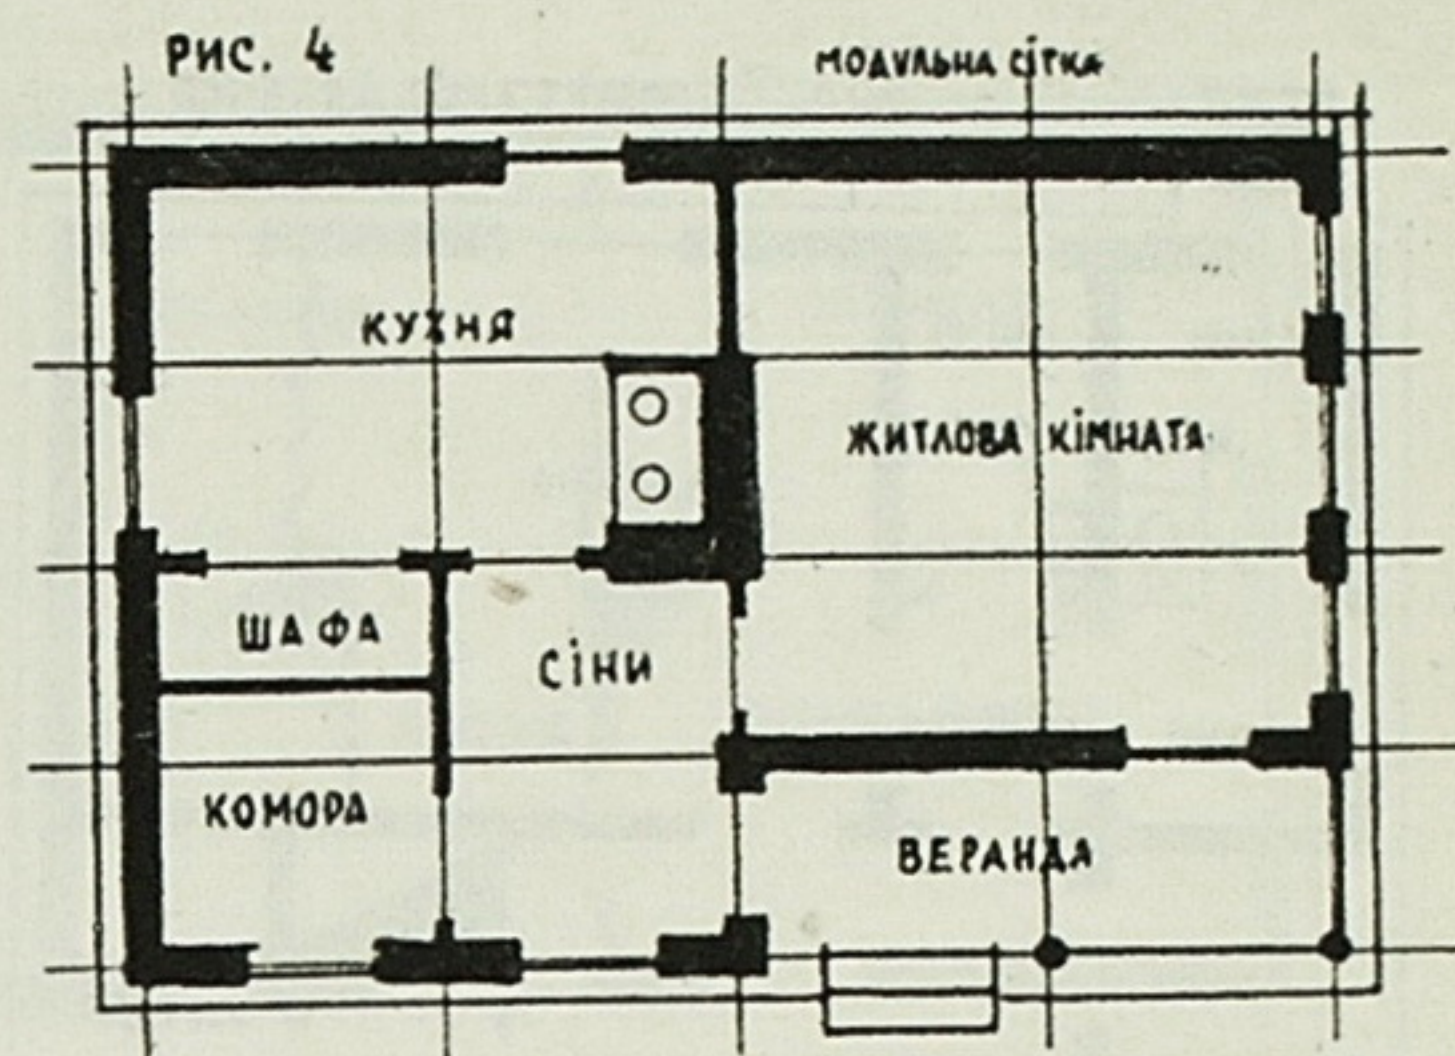 РИС. 4
МОДУЛЬНА СІТКА
КУХНЯ
ЖИТЛОВА КІМНАТА
ШАФА
СІНИ
КОМОРА
ВЕРАНДА